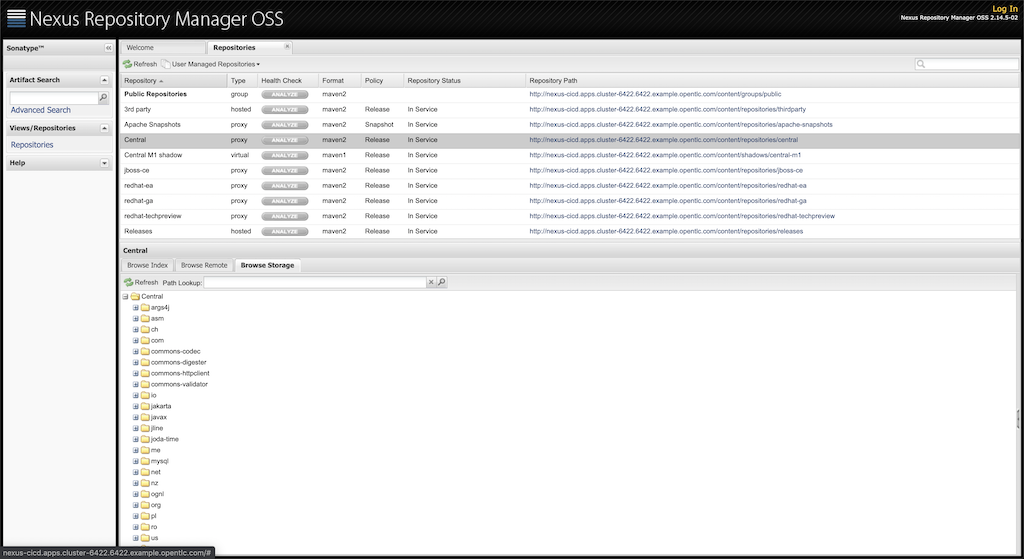 Nexus Repository Manager OSS
Log In
Nexus Repository Manager OSS 2.14.5-02
Sonatype™
Artifact Search
Advanced Search
Views/Repositories
Repositories
Help
Welcome Repositories
Refresh User Managed Repositories
Repository Type Health Check Format Policy Repository Status Repository Path
Public Repositories group ANALYZE maven2 http://nexus-cicd.apps.cluster-6422.6422.example.opentlc.com/content/groups/public
3rd party hosted ANALYZE maven2 Release In Service http://nexus-cicd.apps.cluster-6422.6422.example.opentlc.com/content/repositories/thirdparty
Apache Snapshots proxy ANALYZE maven2 Snapshot In Service http://nexus-cicd.apps.cluster-6422.6422.example.opentlc.com/content/repositories/apache-snapshots
Central proxy ANALYZE maven2 Release In Service http://nexus-cicd.apps.cluster-6422.6422.example.opentlc.com/content/repositories/central
Central M1 shadow virtual ANALYZE maven1 Release In Service http://nexus-cicd.apps.cluster-6422.6422.example.opentlc.com/content/shadows/central-m1
jboss-ce proxy ANALYZE maven2 Release In Service http://nexus-cicd.apps.cluster-6422.6422.example.opentlc.com/content/repositories/jboss-ce
redhat-ea proxy ANALYZE maven2 Release In Service http://nexus-cicd.apps.cluster-6422.6422.example.opentlc.com/content/repositories/redhat-ea
redhat-ga proxy ANALYZE maven2 Release In Service http://nexus-cicd.apps.cluster-6422.6422.example.opentlc.com/content/repositories/redhat-ga
redhat-techpreview proxy ANALYZE maven2 Release In Service http://nexus-cicd.apps.cluster-6422.6422.example.opentlc.com/content/repositories/redhat-techpreview
Releases hosted ANALYZE maven2 Release In Service http://nexus-cicd.apps.cluster-6422.6422.example.opentlc.com/content/repositories/releases
Central
Browse Index Browse Remote Browse Storage
Refresh Path Lookup:
Central
args4j
asm
ch
com
commons-codec
commons-digester
commons-httpclient
commons-validator
io
jakarta
javax
jline
joda-time
me
mysql
net
nz
ognl
org
pl
ro
us
nexus-cicd.apps.cluster-6422.6422.example.opentlc.com/#